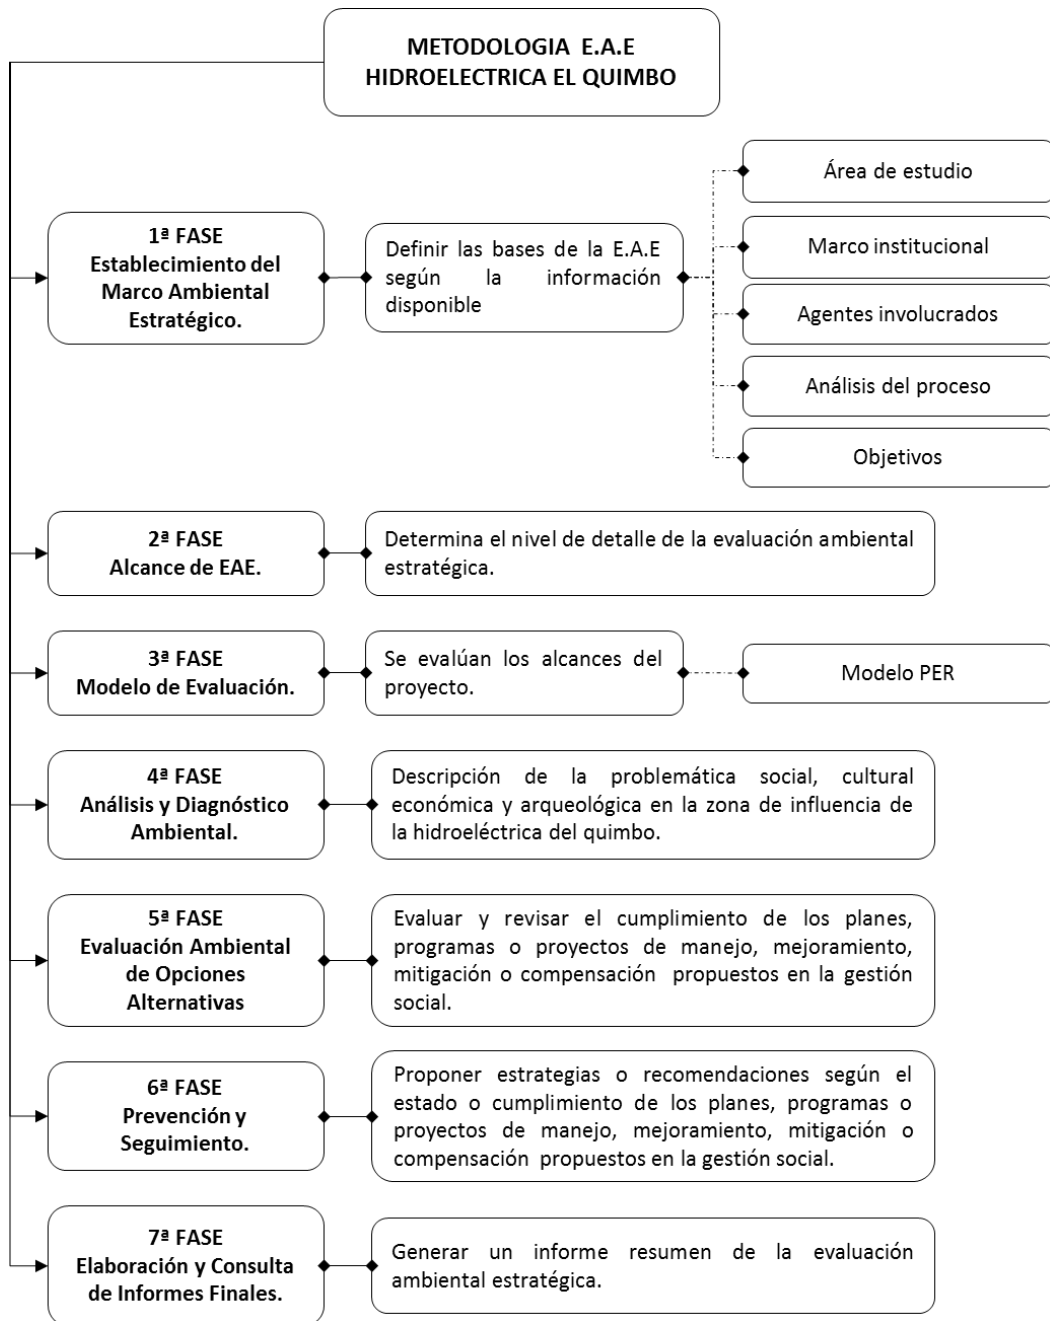 METODOLOGIA E.A.E
HIDROELECTRICA EL QUIMBO
1ª FASE
Establecimiento del
Marco Ambiental
Estratégico.
Definir las bases de la E.A.E
según la información
disponible
Área de estudio
Marco institucional
Agentes involucrados
Análisis del proceso
Objetivos
2ª FASE
Alcance de EAE.
Determina el nivel de detalle de la evaluación ambiental
estratégica.
3ª FASE
Modelo de Evaluación.
Se evalúan los alcances del
proyecto.
Modelo PER
4ª FASE
Análisis y Diagnóstico
Ambiental.
Descripción de la problemática social, cultural
económica y arqueológica en la zona de influencia de
la hidroeléctrica del quimbo.
5ª FASE
Evaluación Ambiental
de Opciones
Alternativas
Evaluar y revisar el cumplimiento de los planes,
programas o proyectos de manejo, mejoramiento,
mitigación o compensación propuestos en la gestión
social.
6ª FASE
Prevención y
Seguimiento.
Proponer estrategias o recomendaciones según el
estado o cumplimiento de los planes, programas o
proyectos de manejo, mejoramiento, mitigación o
compensación propuestos en la gestión social.
7ª FASE
Elaboración y Consulta
de Informes Finales.
Generar un informe resumen de la evaluación
ambiental estratégica.